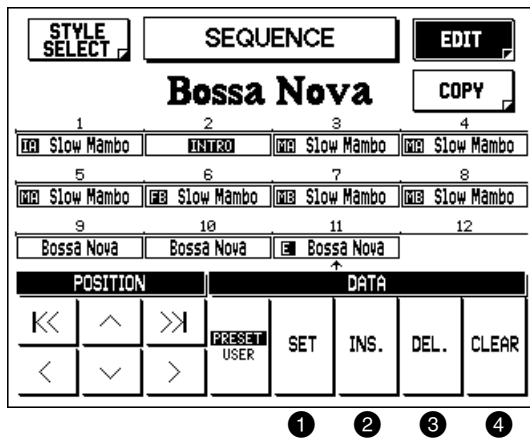 STYLE SELECT SEQUENCE EDIT
Bossa Nova COPY
1 2 3 4
IA Slow Mambo INTRO MA Slow Mambo MA Slow Mambo
5 6 7 8
MA Slow Mambo FB Slow Mambo MB Slow Mambo MB Slow Mambo
9 10 11 12
Bossa Nova Bossa Nova E Bossa Nova
POSITION DATA
PRESET
USER SET INS. DEL. CLEAR
1 2 3 4